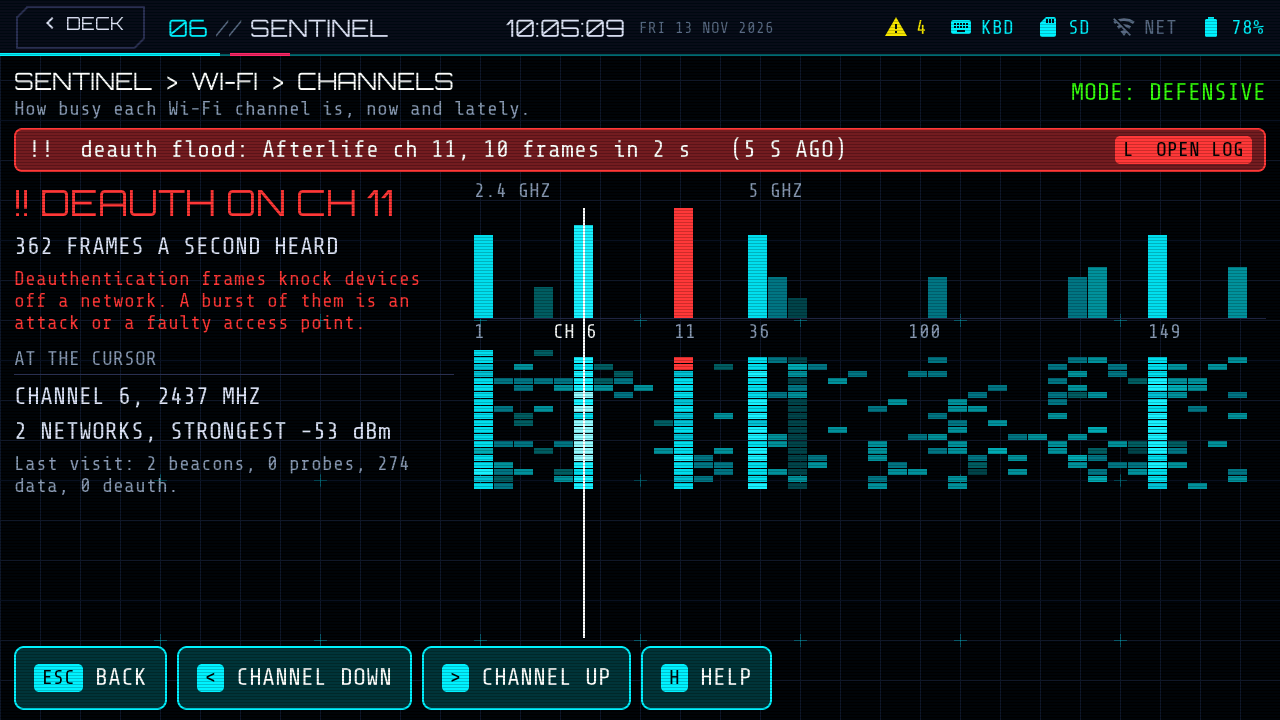 < DECK
06 // SENTINEL
10:05:09
FRI 13 NOV 2026
4
KBD
SD
NET
78%
SENTINEL > WI-FI > CHANNELS
How busy each Wi-Fi channel is, now and lately.
MODE: DEFENSIVE
!! deauth flood: Afterlife ch 11, 10 frames in 2 s (5 S AGO)
L OPEN LOG
!! DEAUTH ON CH 11
362 FRAMES A SECOND HEARD
Deauthentication frames knock devices
off a network. A burst of them is an
attack or a faulty access point.
AT THE CURSOR
CHANNEL 6, 2437 MHZ
2 NETWORKS, STRONGEST -53 dBm
Last visit: 2 beacons, 0 probes, 274
data, 0 deauth.
2.4 GHZ
5 GHZ
1
CH 6
11
36
100
149
ESC BACK
< CHANNEL DOWN
> CHANNEL UP
H HELP